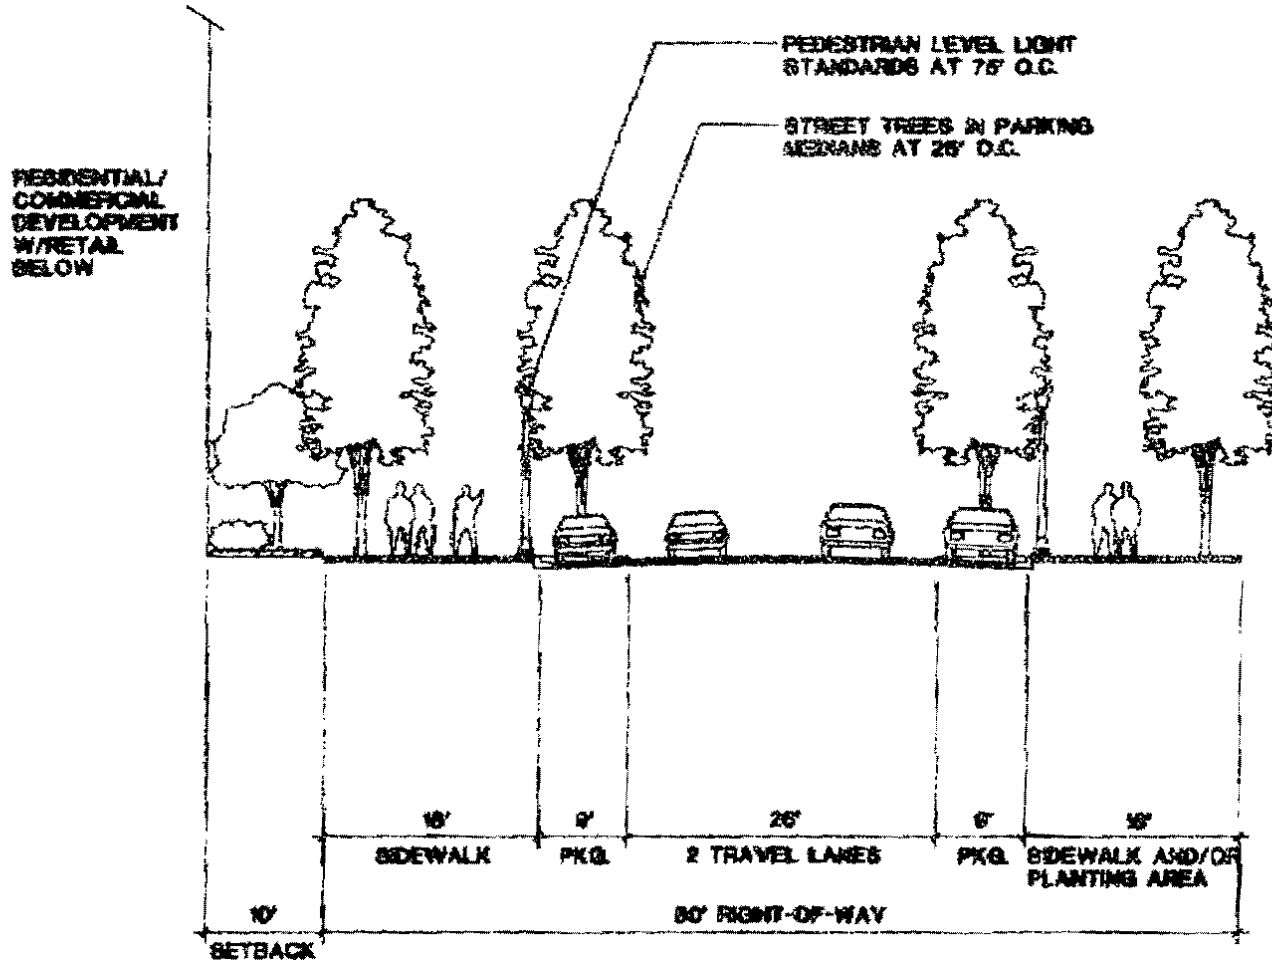 PEDESTRIAN LEVEL LIGHT
STANDARDS AT 75' O.C.
STREET TREES IN PARKING
MEDIANS AT 25' O.C.
RESIDENTIAL/
COMMERCIAL
DEVELOPMENT
W/RETAIL
BELOW
18'
9'
26'
9'
18'
SIDEWALK
PKG.
2 TRAVEL LANES
PKG.
SIDEWALK AND/OR
PLANTING AREA
10'
80' RIGHT-OF-WAY
SETBACK